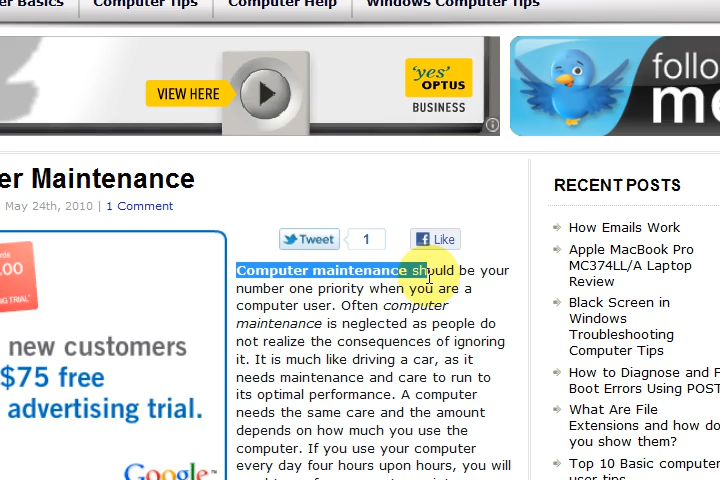 er Basics Computer Tips Computer Help Windows Computer Tips
VIEW HERE
'yes'
OPTUS
BUSINESS
follo
me
er Maintenance
May 24th, 2010 | 1 Comment
Tweet 1 Like
Computer maintenance should be your
number one priority when you are a
computer user. Often computer
maintenance is neglected as people do
not realize the consequences of ignoring
it. It is much like driving a car, as it
needs maintenance and care to run to
its optimal performance. A computer
needs the same care and the amount
depends on how much you use the
computer. If you use your computer
every day four hours upon hours, you will
.00
NG TRIAL*
new customers
$75 free
advertising trial.
Google™
RECENT POSTS
How Emails Work
Apple MacBook Pro
MC374LL/A Laptop
Review
Black Screen in
Windows
Troubleshooting
Computer Tips
How to Diagnose and F
Boot Errors Using POST
What Are File
Extensions and how do
you show them?
Top 10 Basic computer
user tips